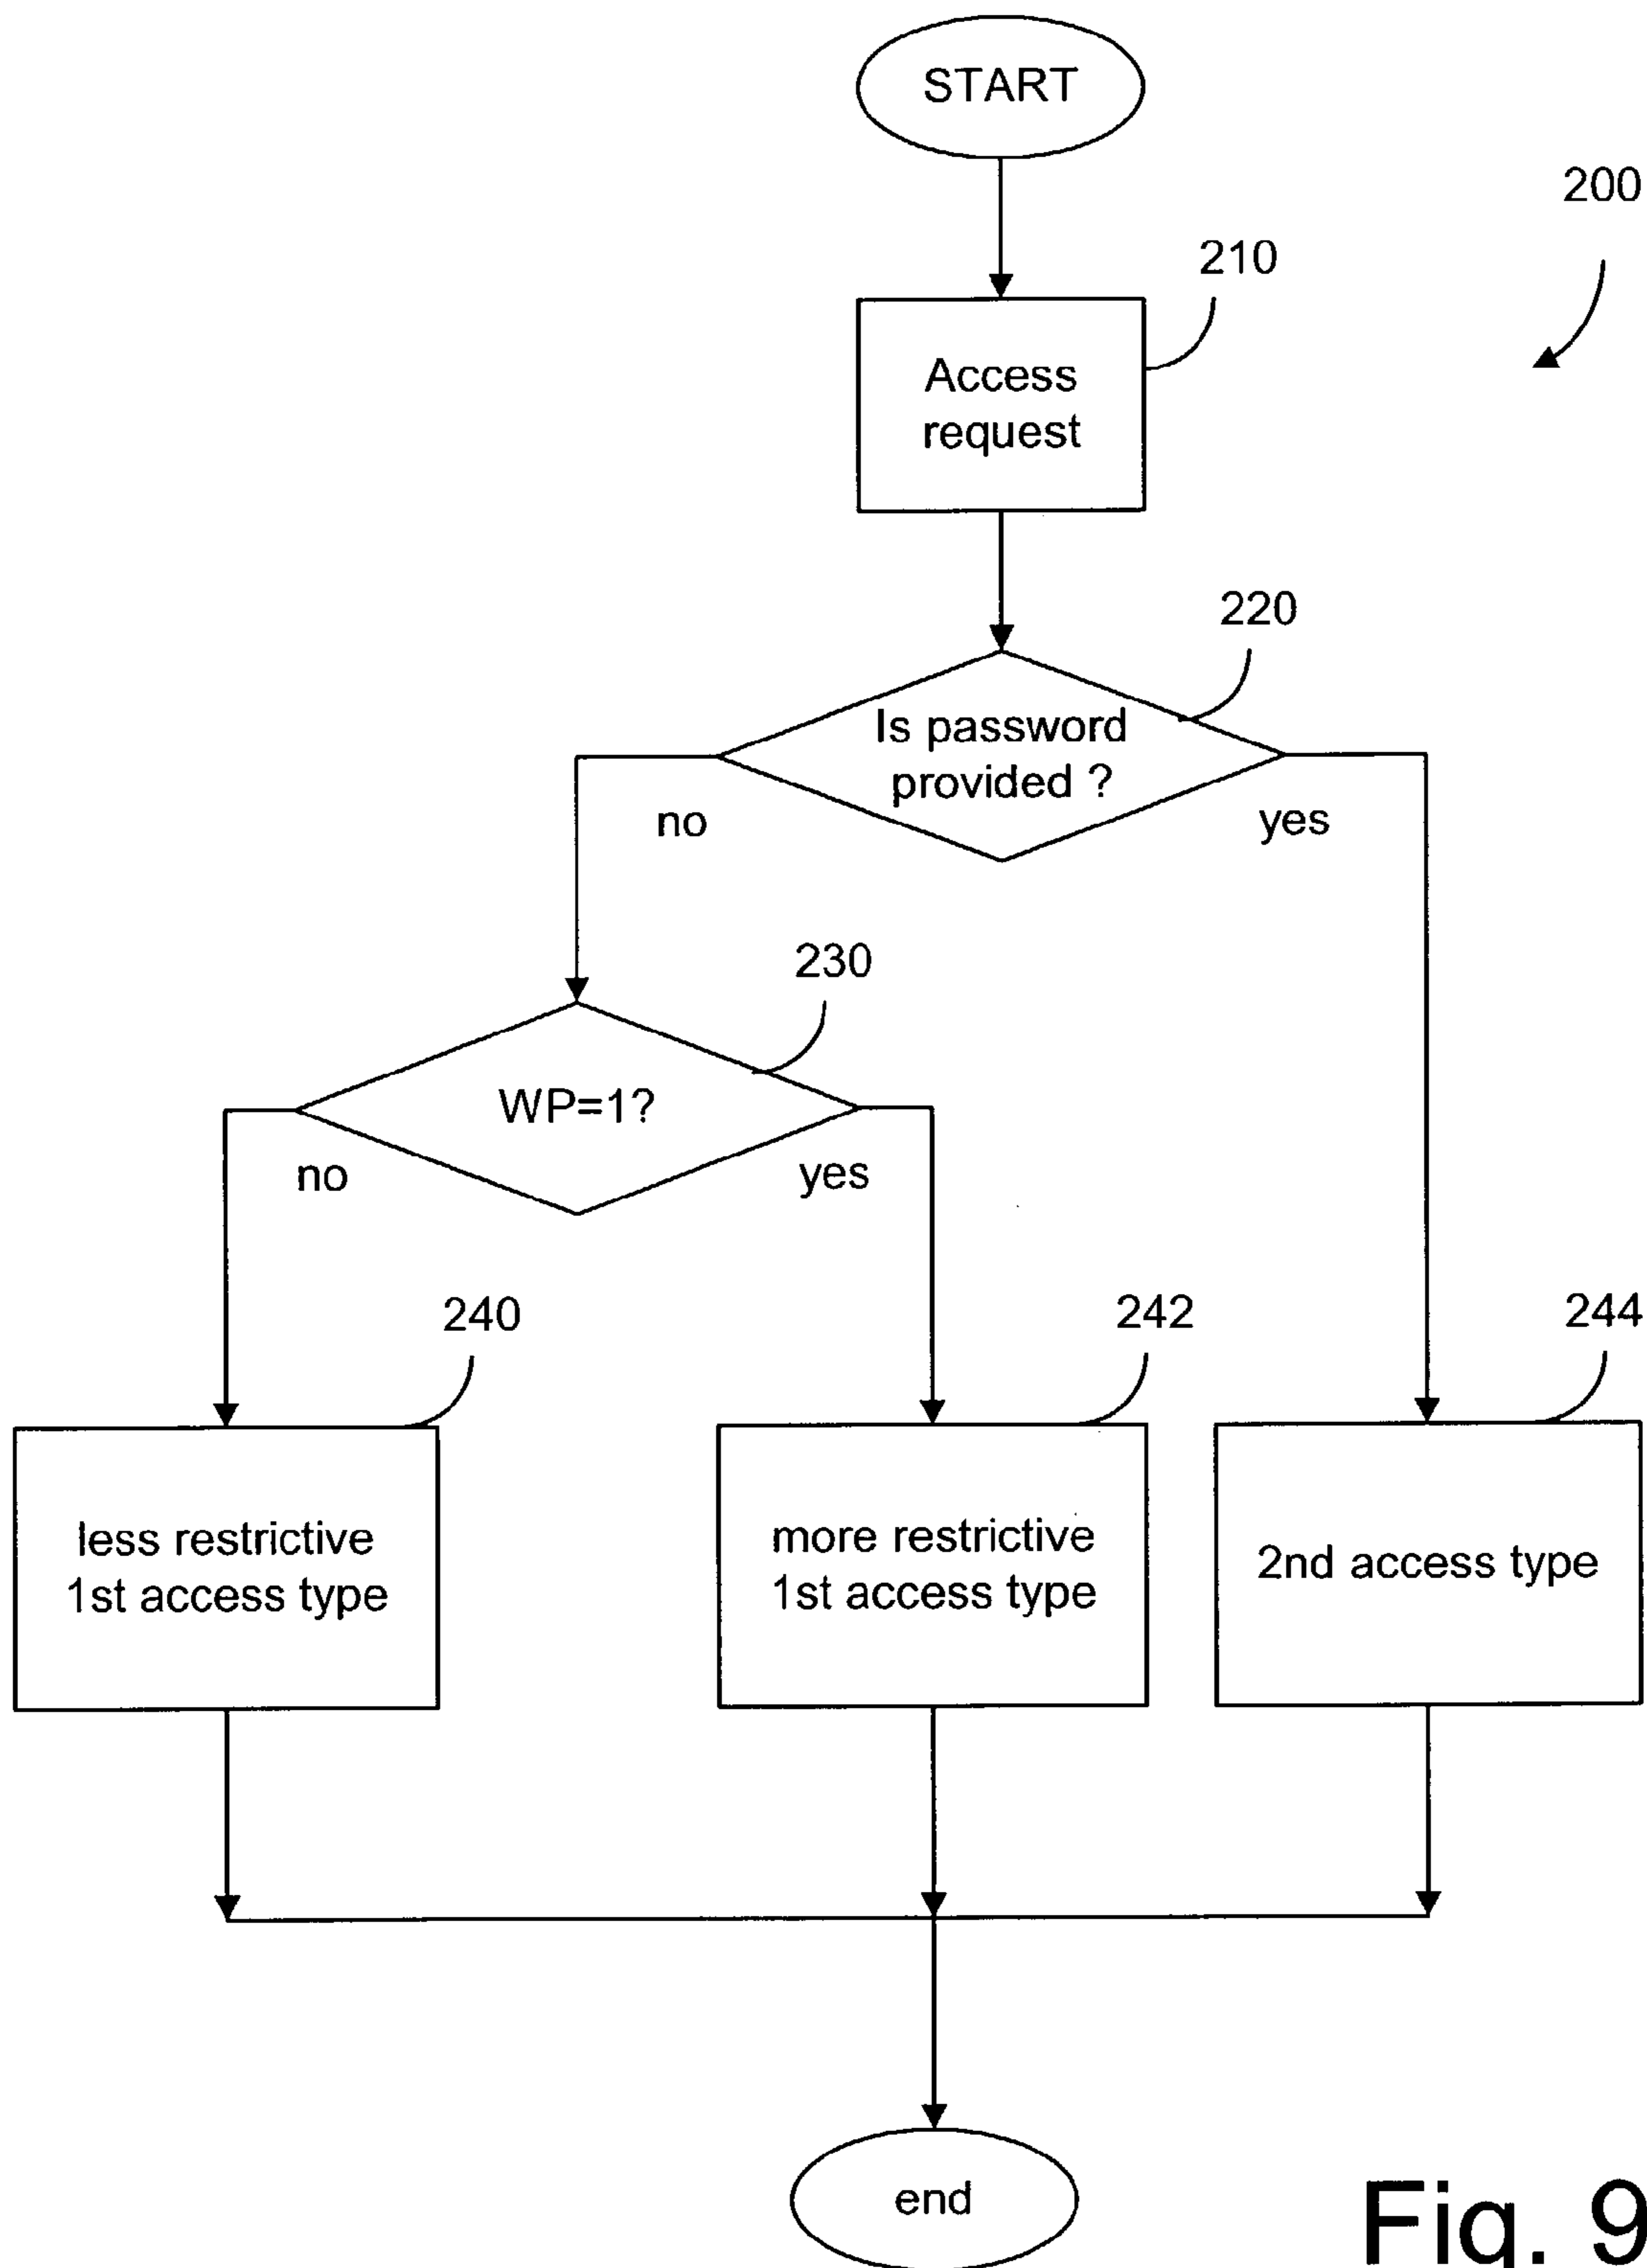 START
200
210
Access
request
220
Is password
provided ?
no
yes
230
WP=1?
no
yes
240
242
244
less restrictive
1st access type
more restrictive
1st access type
2nd access type
end
Fig. 9